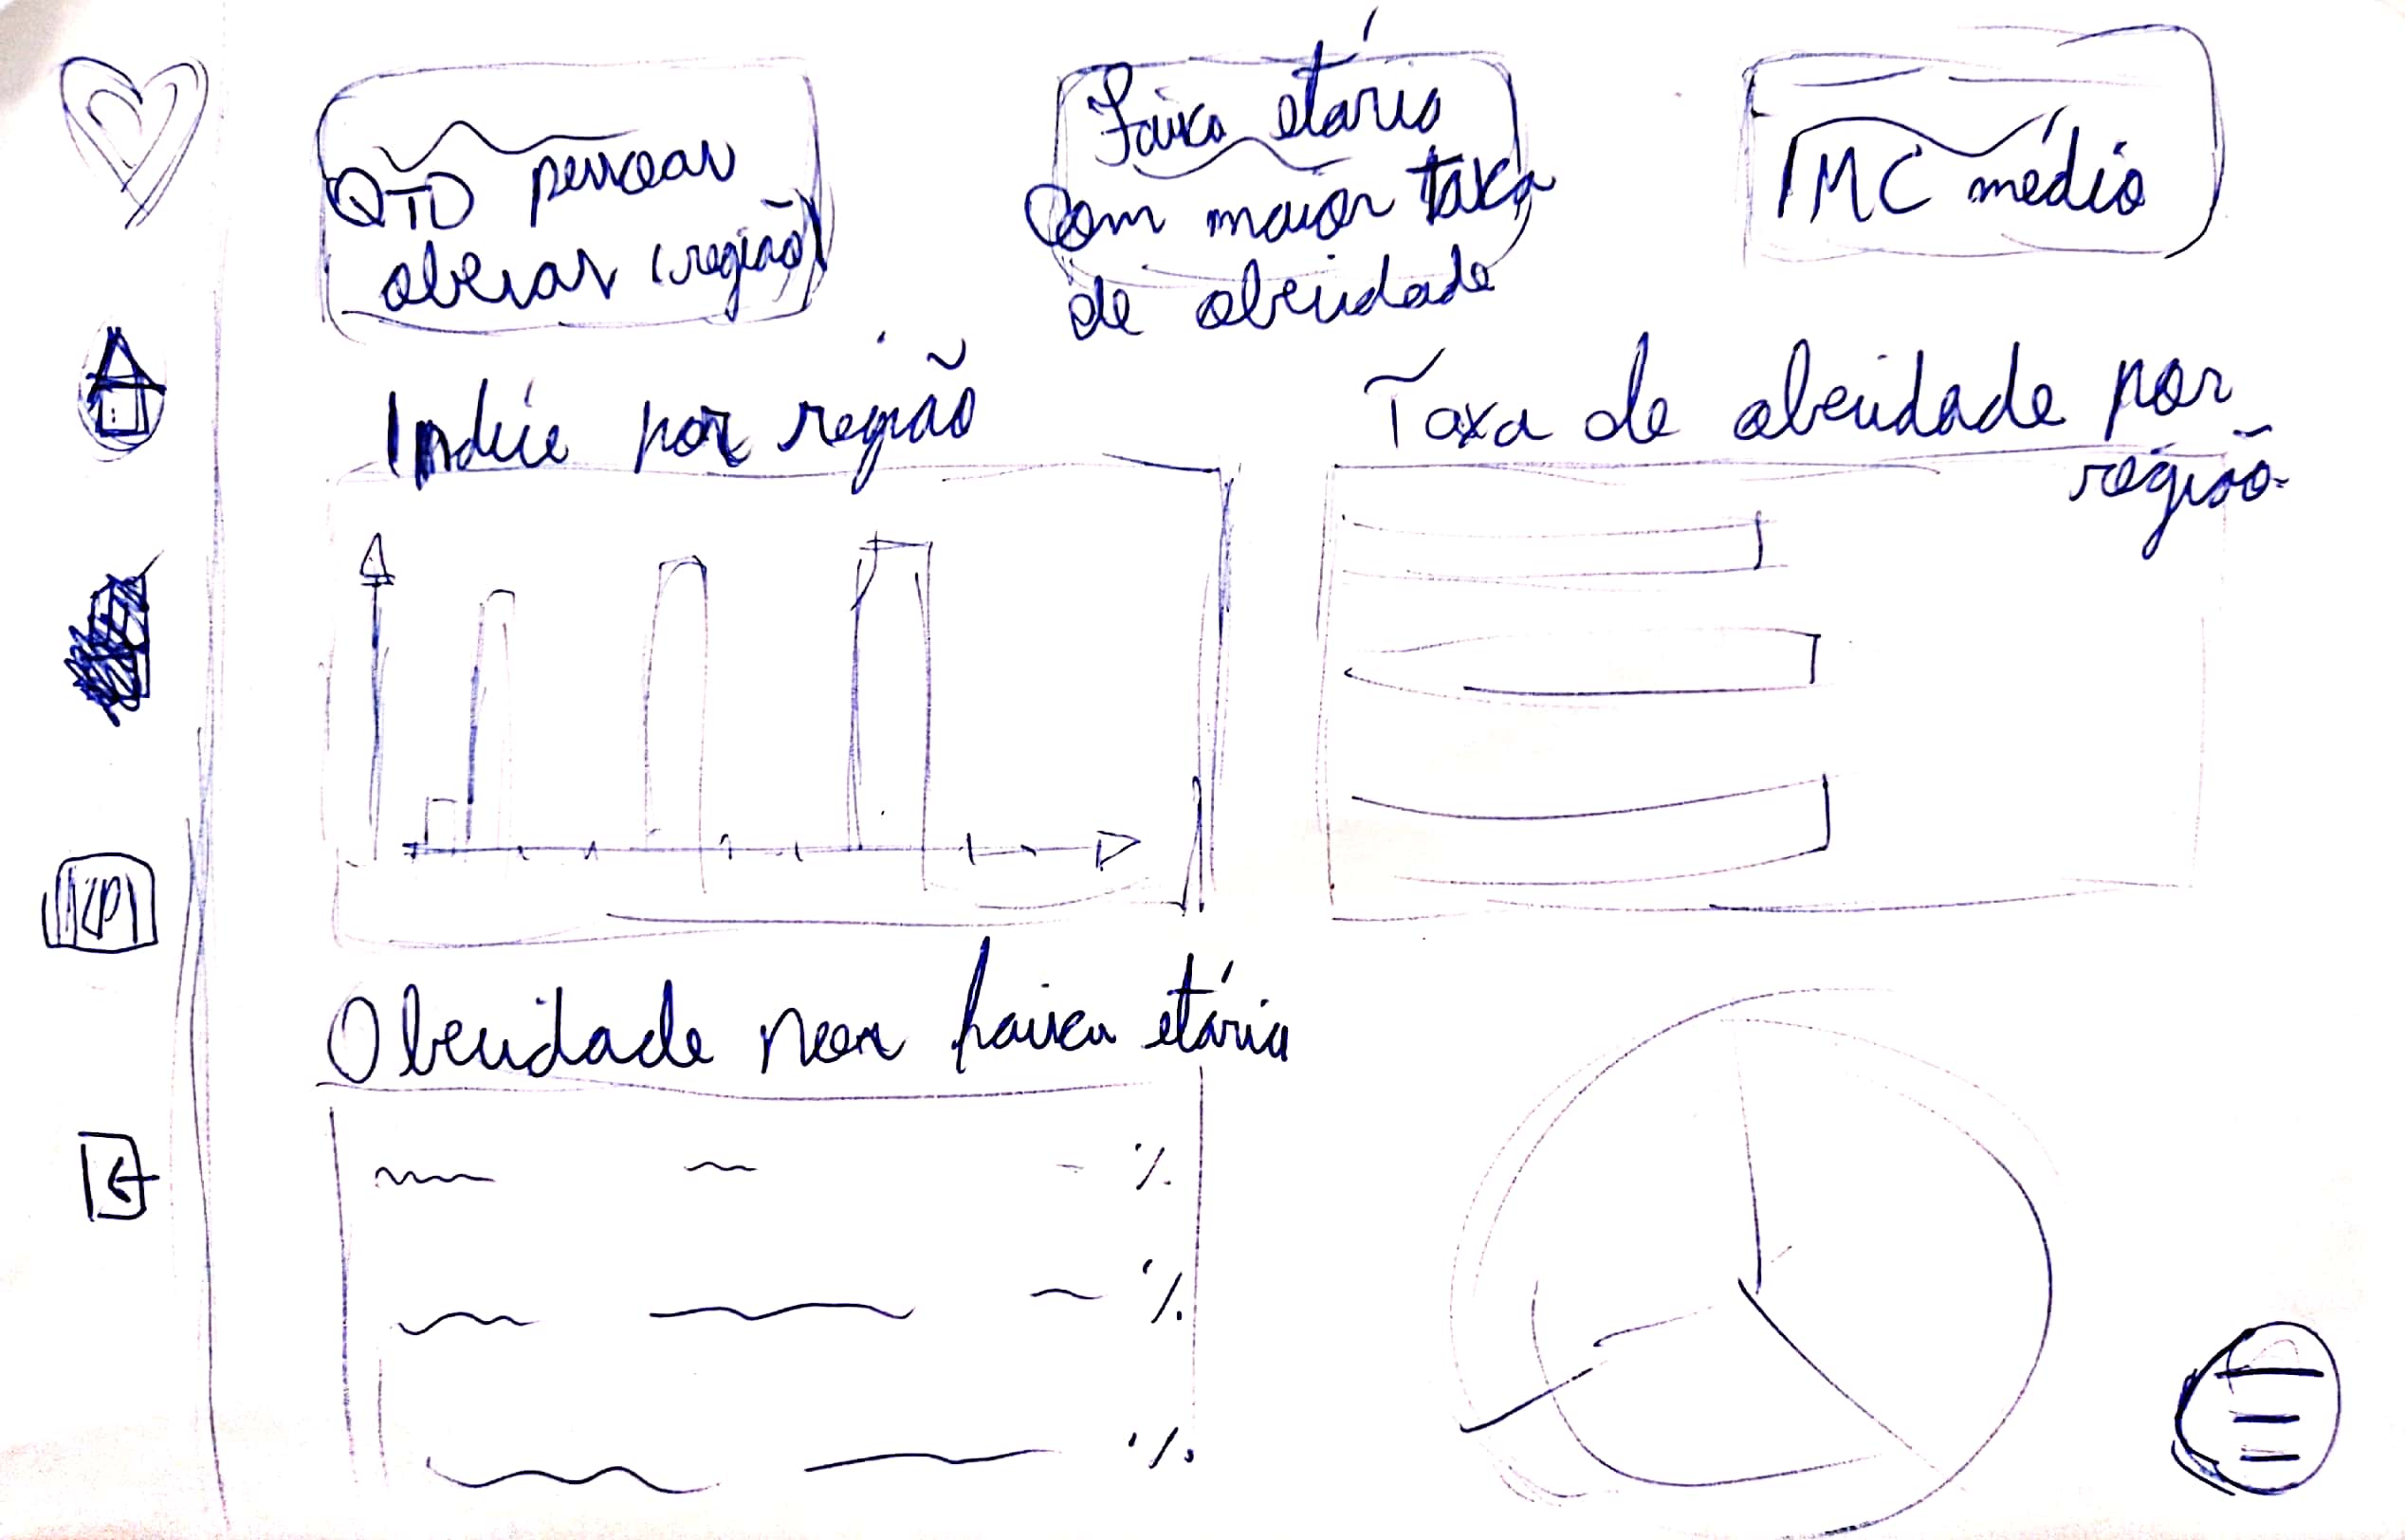 QTD pessoas
obesas (região)
Faixa etária
com maior taxa
de obesidade
IMC médio
Indíce por região
Taxa de obesidade por
região
Obesidade por faixa etária
%
%
%